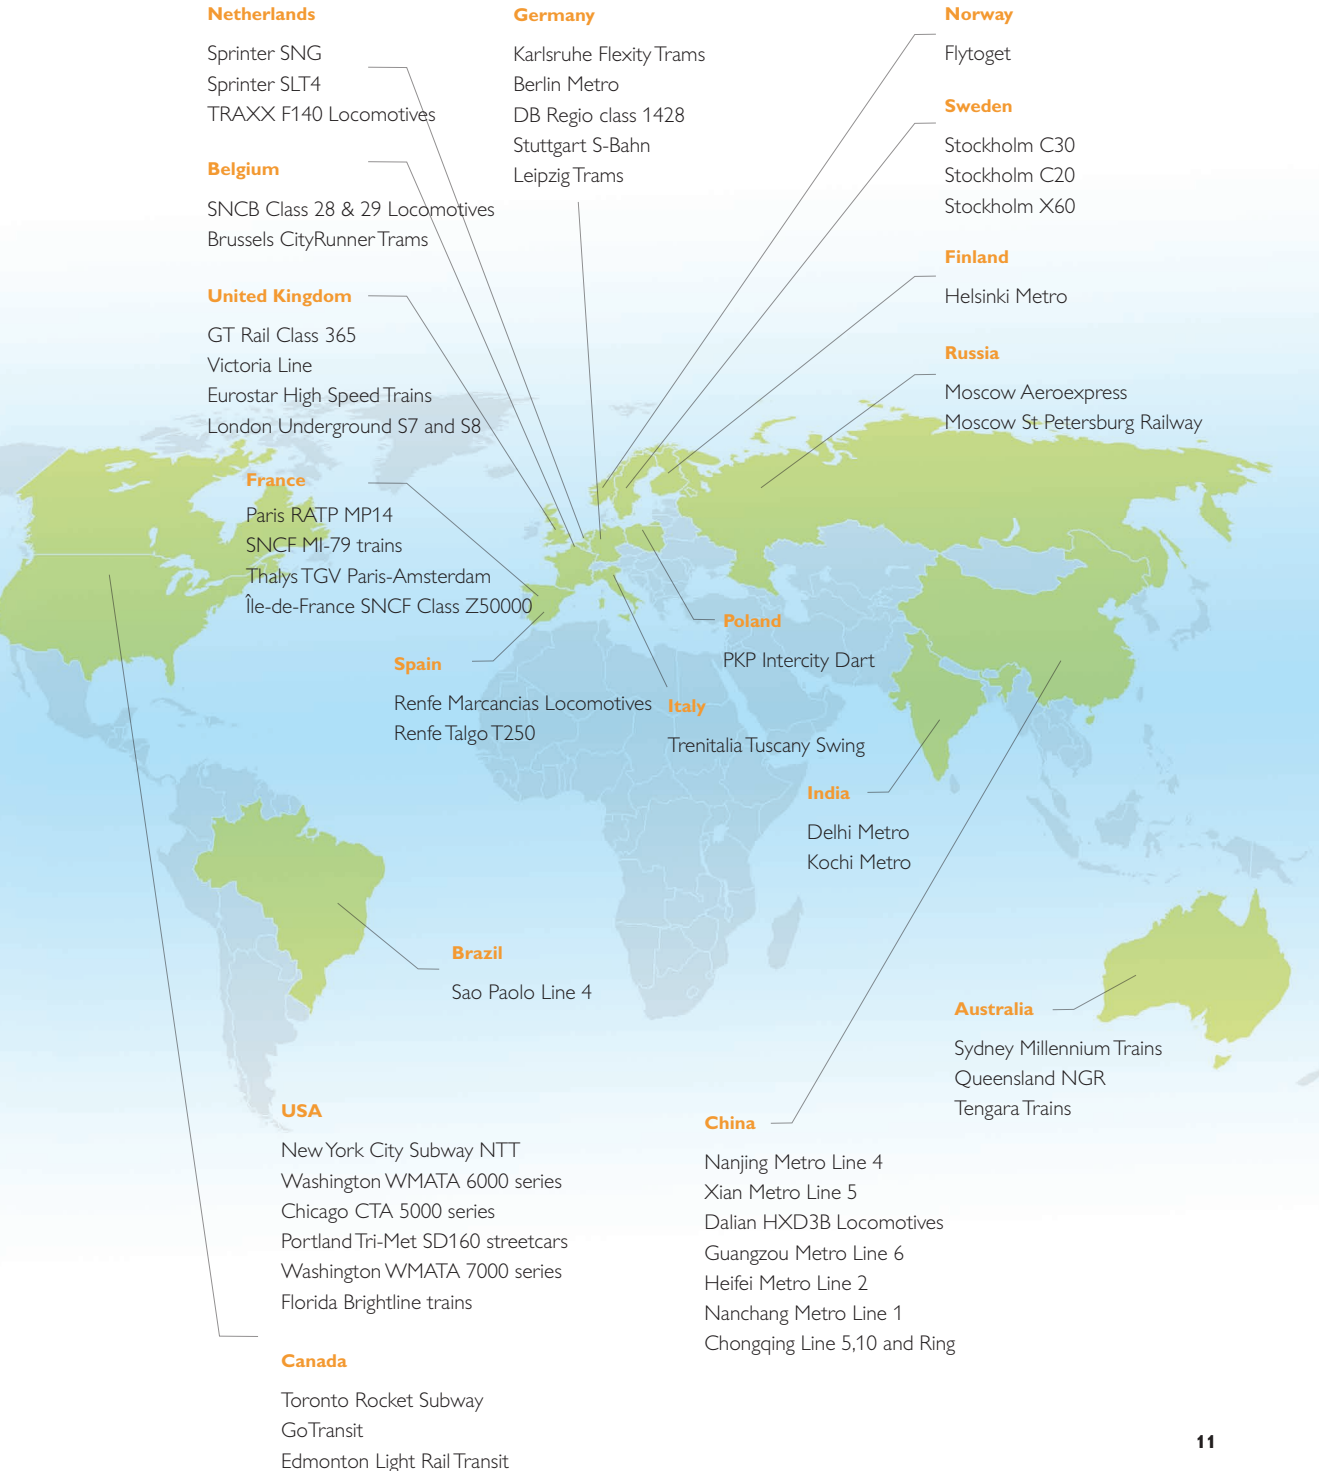 Netherlands
Sprinter SNG
Sprinter SLT4
TRAXX F140 Locomotives
Belgium
SNCB Class 28 & 29 Locomotives
Brussels CityRunner Trams
United Kingdom
GT Rail Class 365
Victoria Line
Eurostar High Speed Trains
London Underground S7 and S8
France
Paris RATP MP14
SNCF MI-79 trains
Thalys TGV Paris-Amsterdam
Île-de-France SNCF Class Z50000
Spain
Renfe Marcancias Locomotives
Renfe Talgo T250
Germany
Karlsruhe Flexity Trams
Berlin Metro
DB Regio class 1428
Stuttgart S-Bahn
Leipzig Trams
Norway
Flytoget
Sweden
Stockholm C30
Stockholm C20
Stockholm X60
Finland
Helsinki Metro
Russia
Moscow Aeroexpress
Moscow St Petersburg Railway
Poland
PKP Intercity Dart
Italy
Trenitalia Tuscany Swing
India
Delhi Metro
Kochi Metro
Brazil
Sao Paolo Line 4
Australia
Sydney Millennium Trains
Queensland NGR
Tengara Trains
USA
New York City Subway NTT
Washington WMATA 6000 series
Chicago CTA 5000 series
Portland Tri-Met SD160 streetcars
Washington WMATA 7000 series
Florida Brightline trains
China
Nanjing Metro Line 4
Xian Metro Line 5
Dalian HXD3B Locomotives
Guangzou Metro Line 6
Heifei Metro Line 2
Nanchang Metro Line 1
Chongqing Line 5,10 and Ring
Canada
Toronto Rocket Subway
GoTransit
Edmonton Light Rail Transit
11